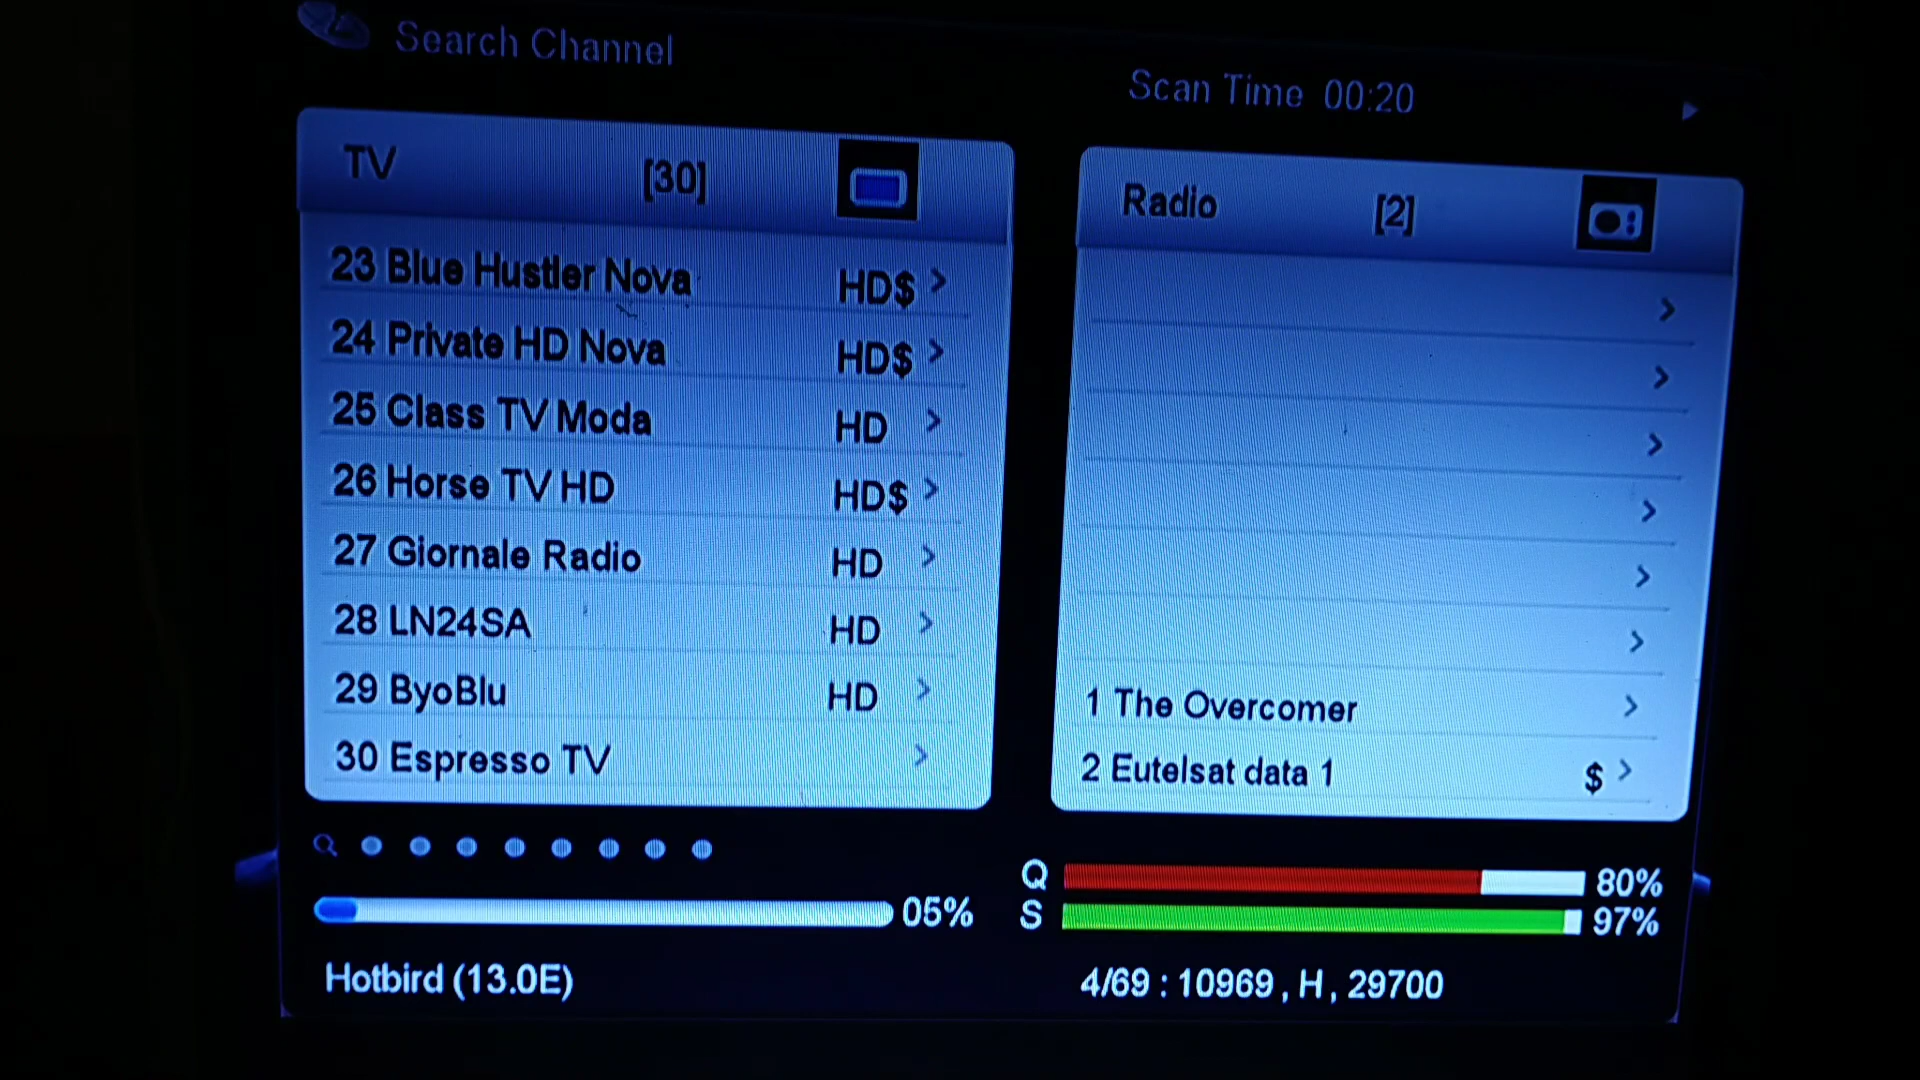 Search Channel
Scan Time 00:20
TV [30]
23 Blue Hustler Nova HD$ >
24 Private HD Nova HD$ >
25 Class TV Moda HD >
26 Horse TV HD HD$ >
27 Giornale Radio HD >
28 LN24SA HD >
29 ByoBlu HD >
30 Espresso TV >
Radio [2]
>
>
>
>
>
>
1 The Overcomer >
2 Eutelsat data 1 $ >
05%
Q 80%
S 97%
Hotbird (13.0E)
4/69 : 10969 , H , 29700